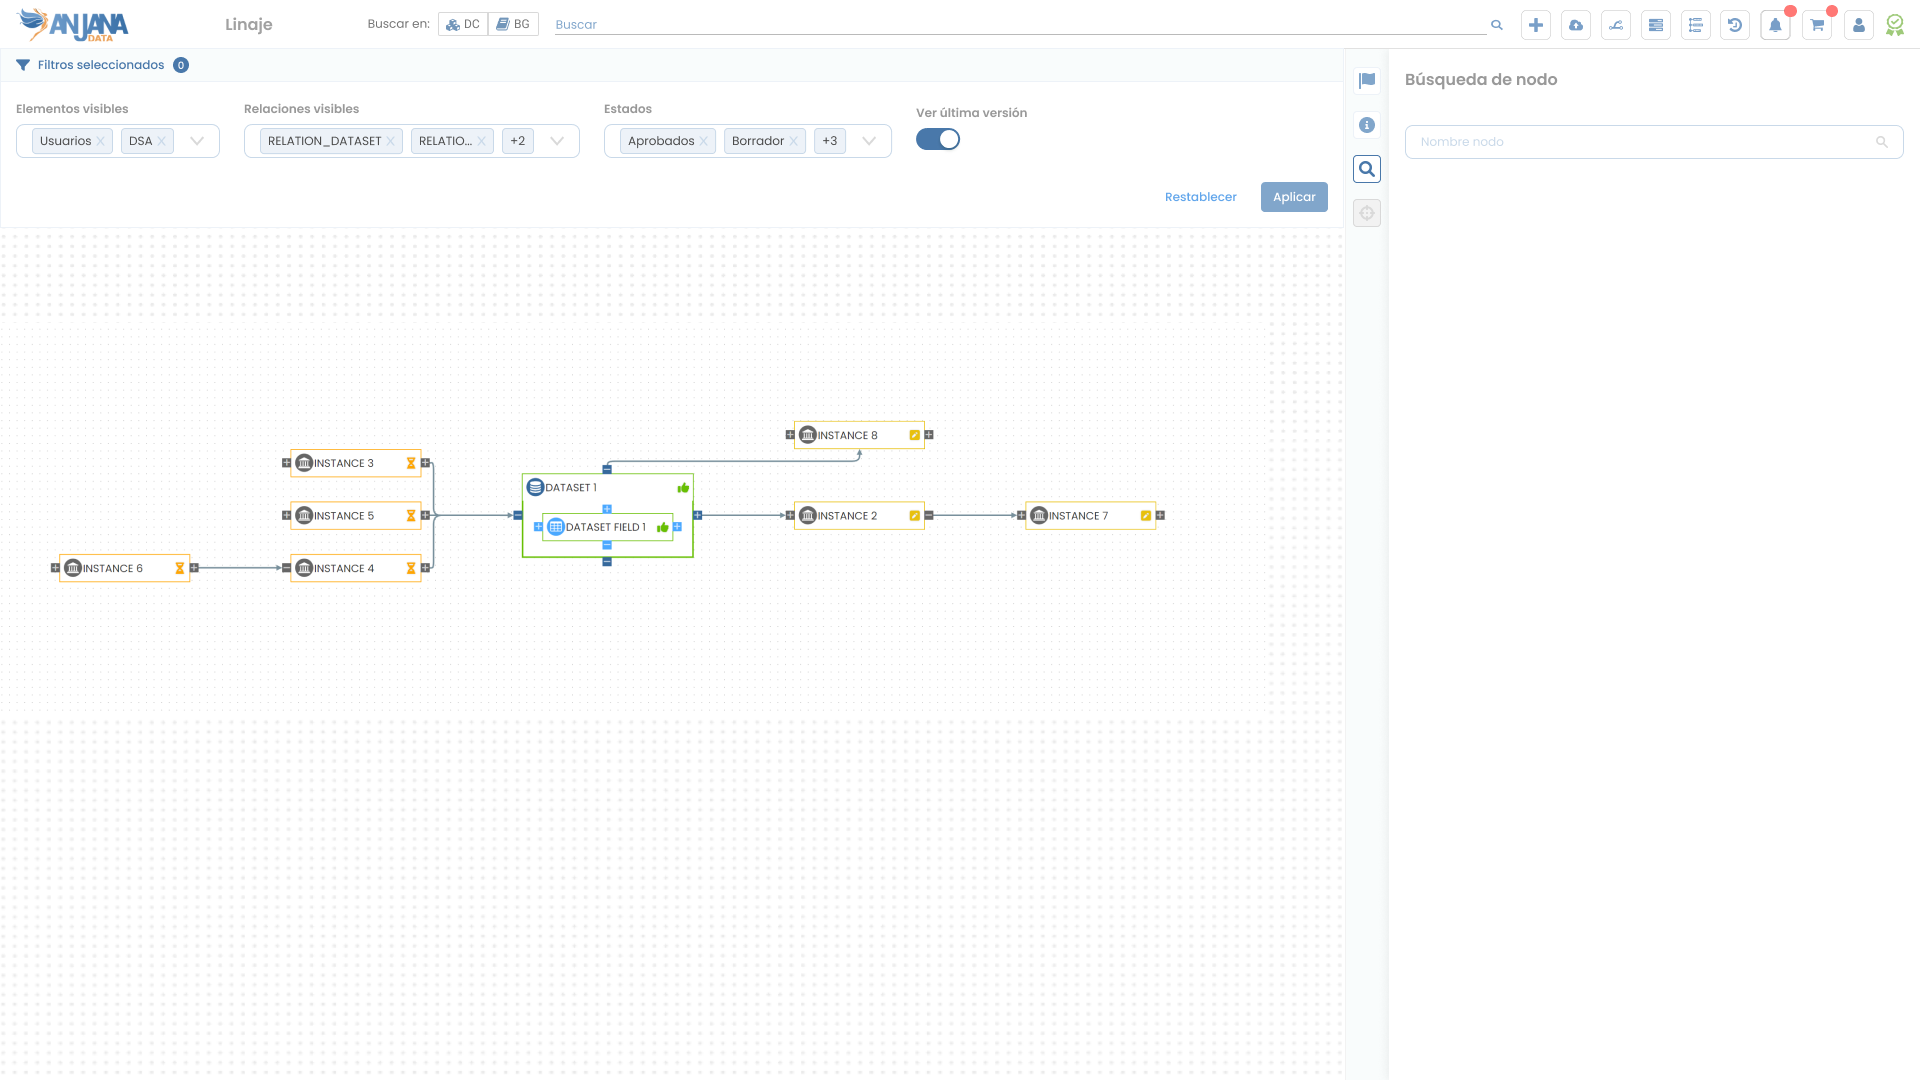 ANJANA
DATA
Linaje
Buscar en:
DC
BG
Buscar
Filtros seleccionados 0
Elementos visibles
Relaciones visibles
Estados
Ver última versión
Usuarios
DSA
RELATION_DATASET
RELATIO...
+2
Aprobados
Borrador
+3
Restablecer
Aplicar
Búsqueda de nodo
Nombre nodo
INSTANCE 8
INSTANCE 3
DATASET 1
INSTANCE 5
DATASET FIELD 1
INSTANCE 2
INSTANCE 7
INSTANCE 6
INSTANCE 4